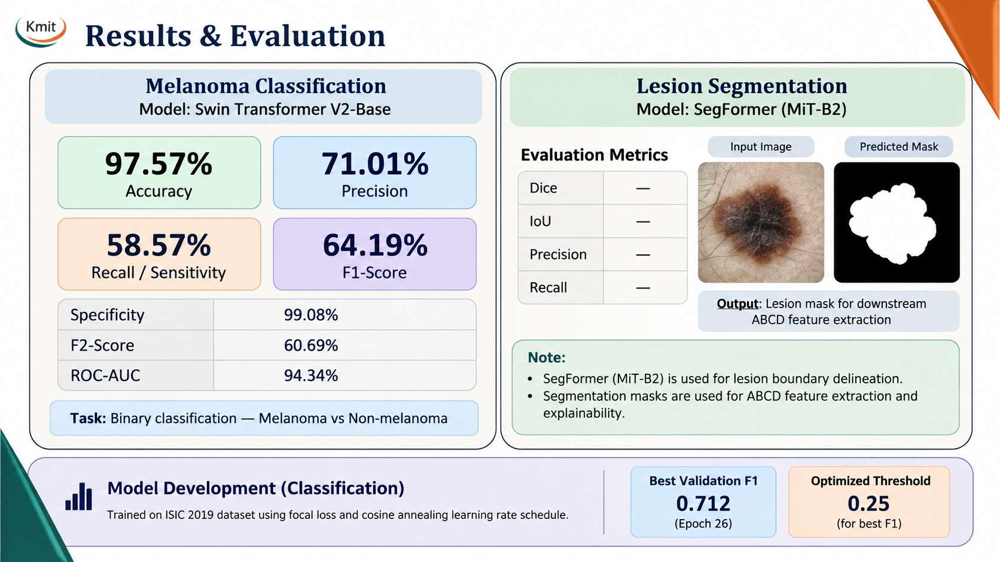 Kmit
Results & Evaluation
Melanoma Classification
Model: Swin Transformer V2-Base
97.57%
Accuracy
71.01%
Precision
58.57%
Recall / Sensitivity
64.19%
F1-Score
Specificity 99.08%
F2-Score 60.69%
ROC-AUC 94.34%
Task: Binary classification — Melanoma vs Non-melanoma
Lesion Segmentation
Model: SegFormer (MiT-B2)
Evaluation Metrics
Dice —
IoU —
Precision —
Recall —
Input Image
Predicted Mask
Output: Lesion mask for downstream
ABCD feature extraction
Note:
• SegFormer (MiT-B2) is used for lesion boundary delineation.
• Segmentation masks are used for ABCD feature extraction and
explainability.
Model Development (Classification)
Trained on ISIC 2019 dataset using focal loss and cosine annealing learning rate schedule.
Best Validation F1
0.712
(Epoch 26)
Optimized Threshold
0.25
(for best F1)